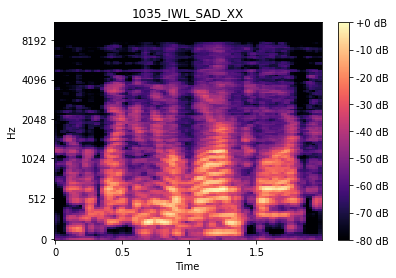 1035_IWL_SAD_XX
8192
4096
2048
1024
512
0
Hz
0
0.5
1
1.5
Time
+0 dB
-10 dB
-20 dB
-30 dB
-40 dB
-50 dB
-60 dB
-70 dB
-80 dB